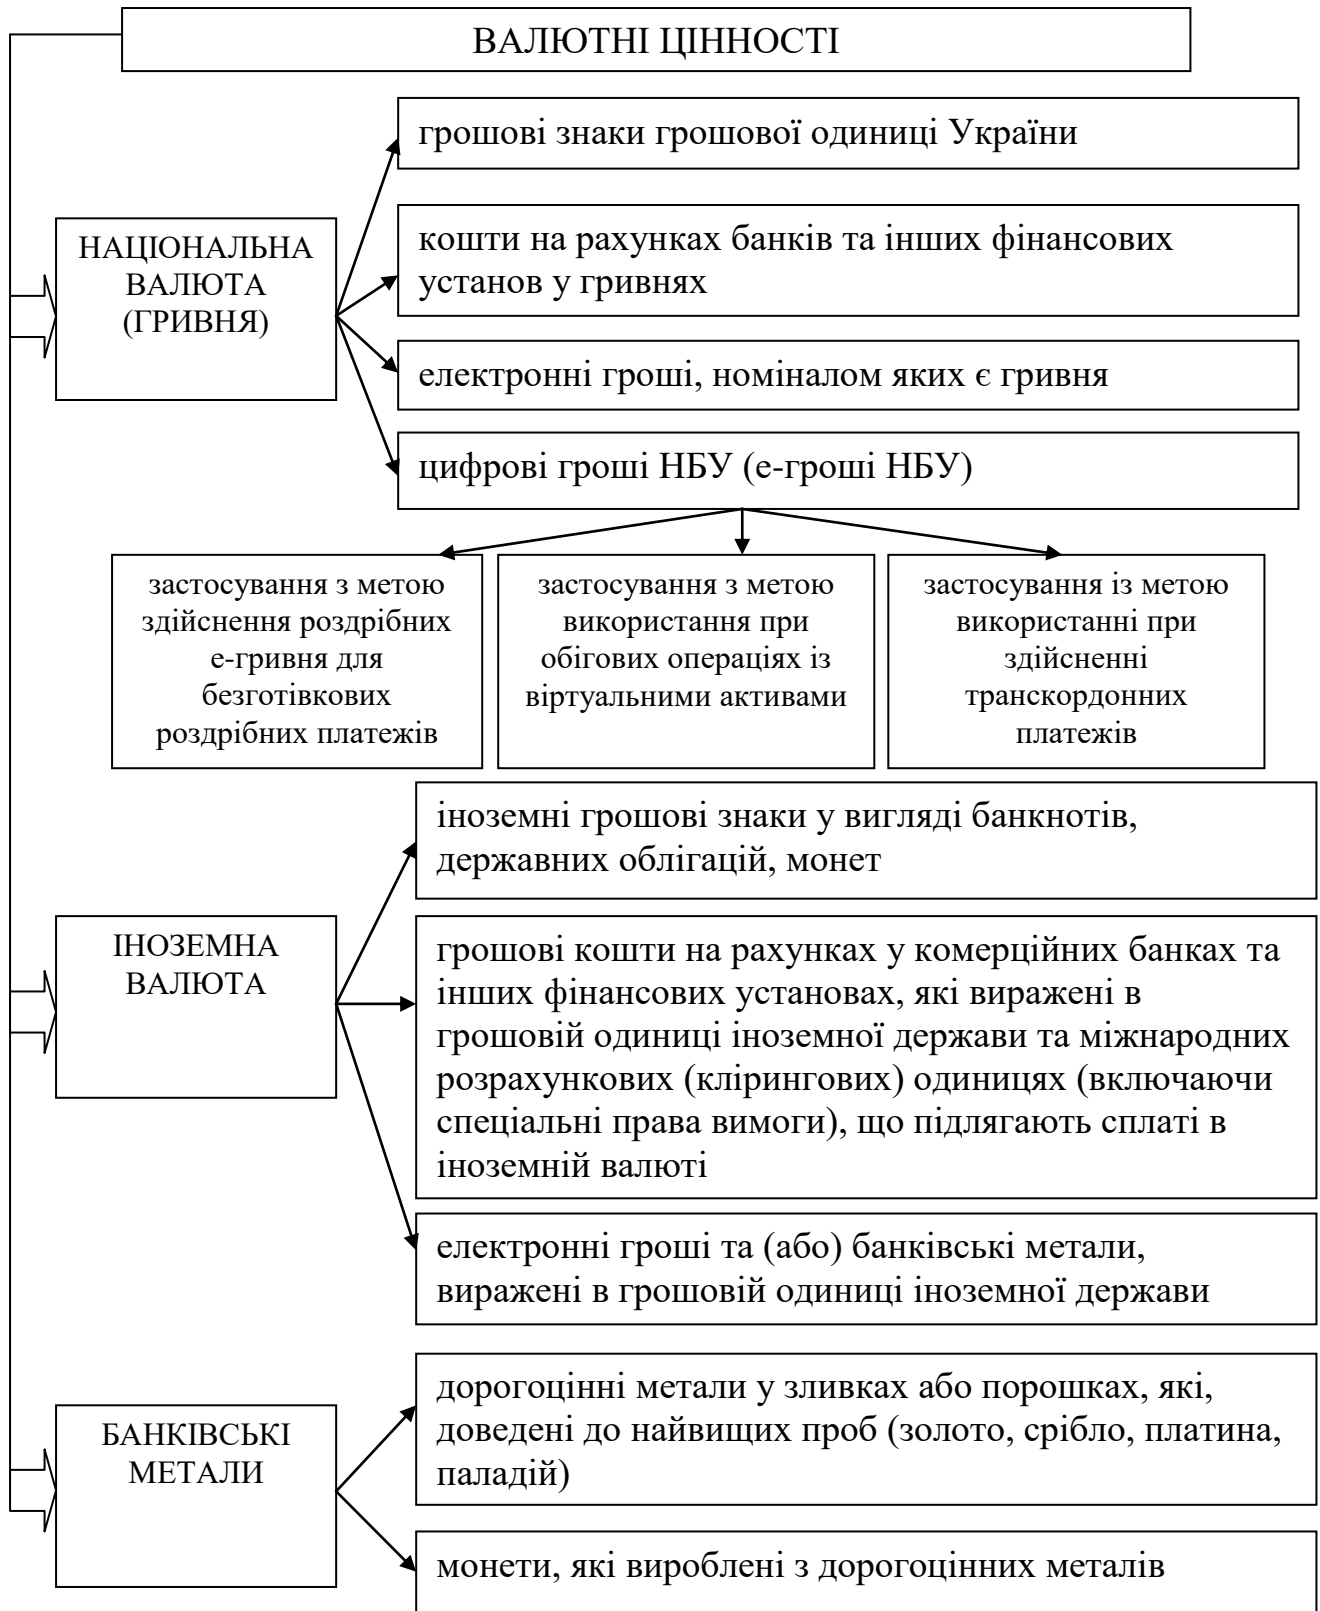 ВАЛЮТНІ ЦІННОСТІ
грошові знаки грошової одиниці України
НАЦІОНАЛЬНА
ВАЛЮТА
(ГРИВНЯ)
кошти на рахунках банків та інших фінансових
установ у гривнях
електронні гроші, номіналом яких є гривня
цифрові гроші НБУ (е-гроші НБУ)
застосування з метою
здійснення роздрібних
е-гривня для
безготівкових
роздрібних платежів
застосування з метою
використання при
обігових операціях із
віртуальними активами
застосування із метою
використанні при
здійсненні
транскордонних
платежів
іноземні грошові знаки у вигляді банкнотів,
державних облігацій, монет
ІНОЗЕМНА
ВАЛЮТА
грошові кошти на рахунках у комерційних банках та
інших фінансових установах, які виражені в
грошовій одиниці іноземної держави та міжнародних
розрахункових (клірингових) одиницях (включаючи
спеціальні права вимоги), що підлягають сплаті в
іноземній валюті
електронні гроші та (або) банківські метали,
виражені в грошовій одиниці іноземної держави
БАНКІВСЬКІ
МЕТАЛИ
дорогоцінні метали у зливках або порошках, які,
доведені до найвищих проб (золото, срібло, платина,
паладій)
монети, які вироблені з дорогоцінних металів